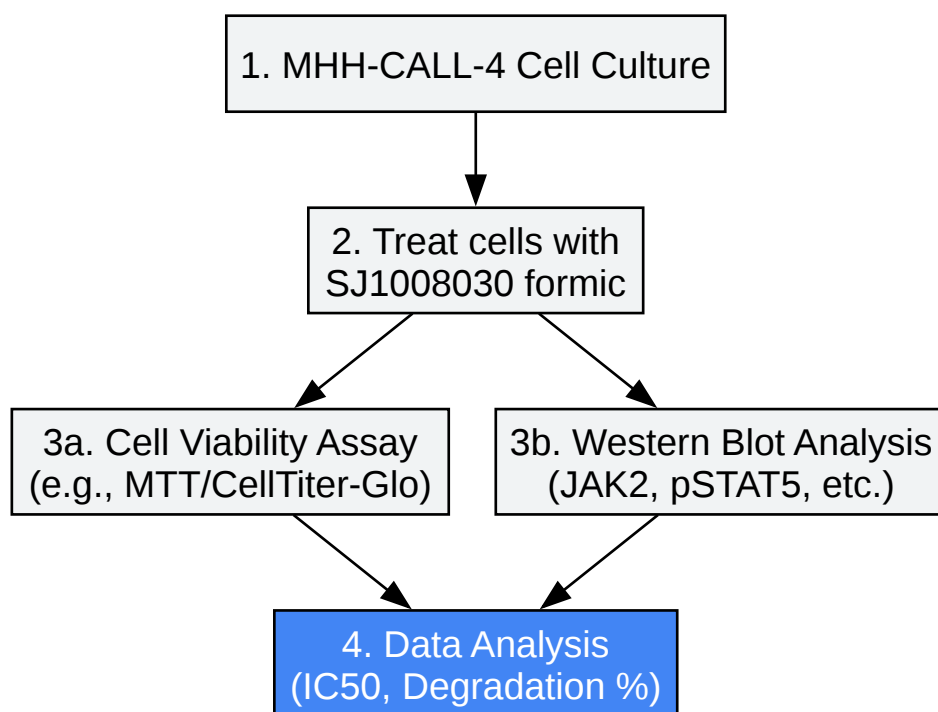 1. MHH-CALL-4 Cell Culture
2. Treat cells with
SJ1008030 formic
3a. Cell Viability Assay
(e.g., MTT/CellTiter-Glo)
3b. Western Blot Analysis
(JAK2, pSTAT5, etc.)
4. Data Analysis
(IC50, Degradation %)